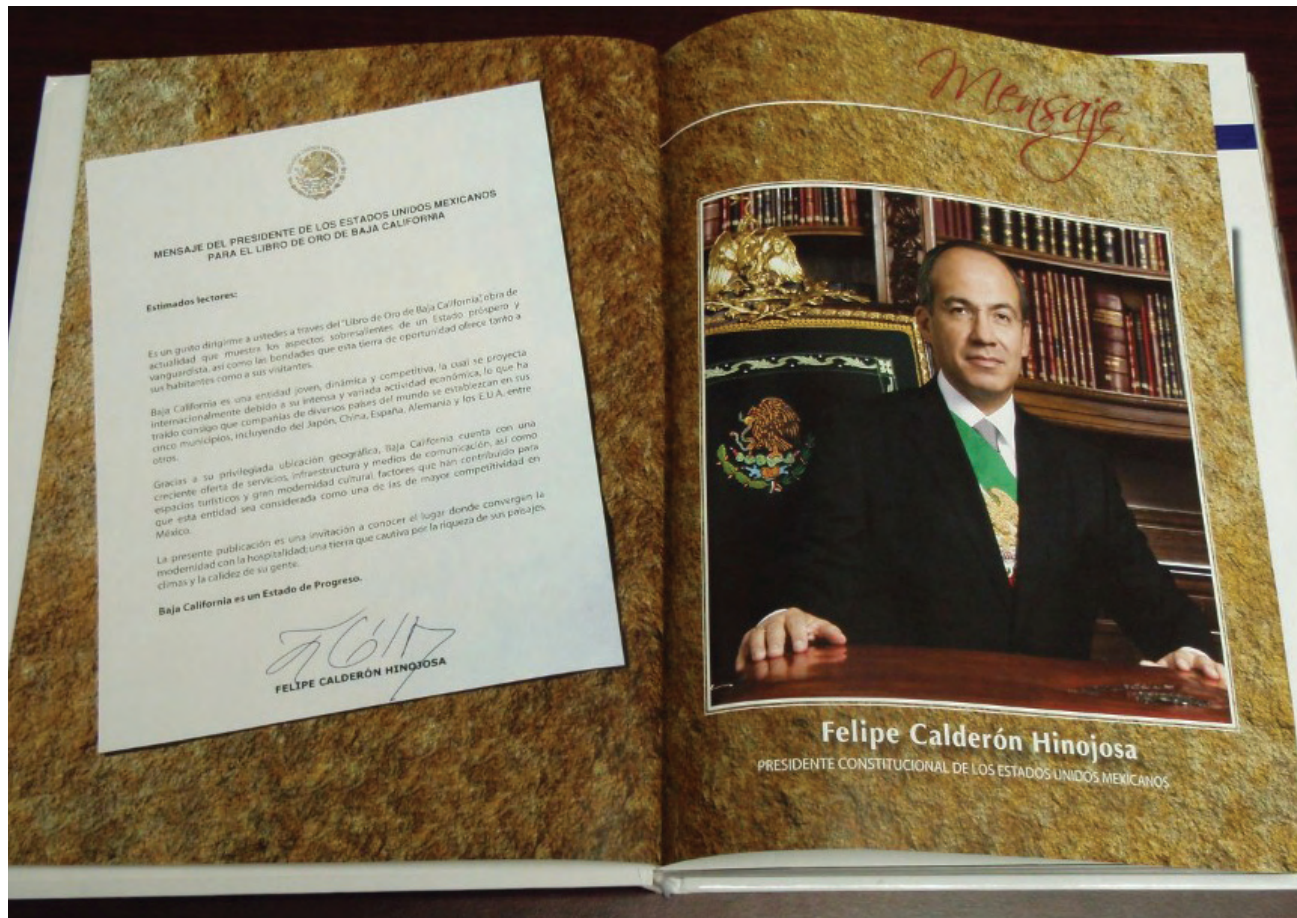 MENSAJE DEL PRESIDENTE DE LOS ESTADOS UNIDOS MEXICANOS
PARA EL LIBRO DE ORO DE BAJA CALIFORNIA
Estimados lectores:
Es un gusto dirigirme a ustedes a traves del "Libro de Oro de Baja California", obra de
actualidad que muestra los aspectos sobresalientes de un Estado próspero y
vanguardista, así como las bondades que esta tierra de oportunidad ofrece tanto a
sus habitantes como a sus visitantes.
Baja California es una entidad joven, dinámica y competitiva, la cual se proyecta
internacionalmente debido a su intensa y variada actividad económica, lo que ha
traído consigo que compañías de diversos países del mundo se establezcan en sus
cinco municipios, incluyendo del Japón, China, España, Alemania y los E.U.A. entre
otros.
Gracias a su privilegiada ubicación geográfica, Baja California cuenta con una
creciente oferta de servicios, infraestructura y medios de comunicación, así como
espacios turísticos y gran modernidad cultural, factores que han contribuido para
que esta entidad sea considerada como una de las de mayor competitividad en
México.
La presente publicación es una invitación a conocer el lugar donde convergen la
modernidad con la hospitalidad; una tierra que cautiva por la riqueza de sus paisajes,
climas y la calidez de su gente.
Baja California es un Estado de Progreso.
FELIPE CALDERÓN HINOJOSA
Mensaje
Felipe Calderón Hinojosa
PRESIDENTE CONSTITUCIONAL DE LOS ESTADOS UNIDOS MEXICANOS